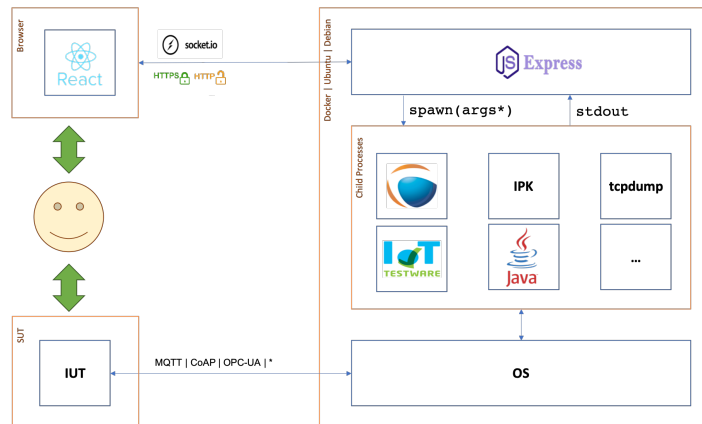 Browser
React
socket.io
HTTPS HTTP
Docker | Ubuntu | Debian
JS Express
spawn(args*)
stdout
Child Processes
IPK
tcpdump
IoT
TESTWARE
Java
...
SUT
IUT
MQTT | CoAP | OPC-UA | *
OS